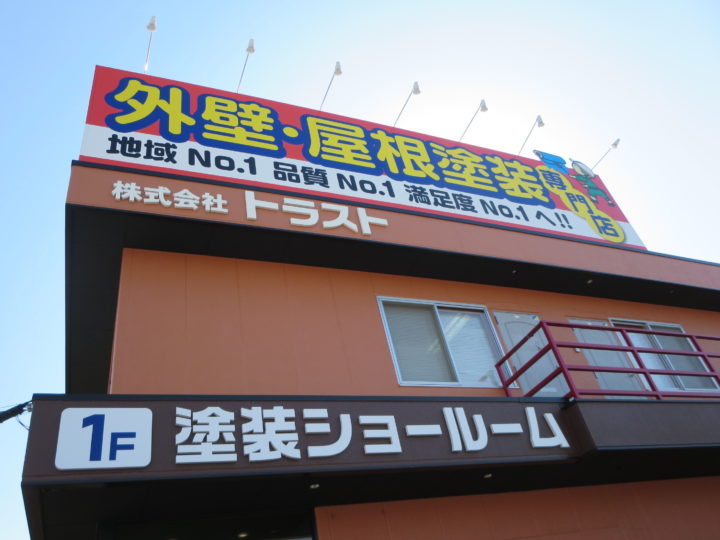 外壁・屋根塗装専門店
地域 No.1 品質 No.1 満足度 No.1 へ!!
株式会社 トラスト
1F 塗装ショールーム